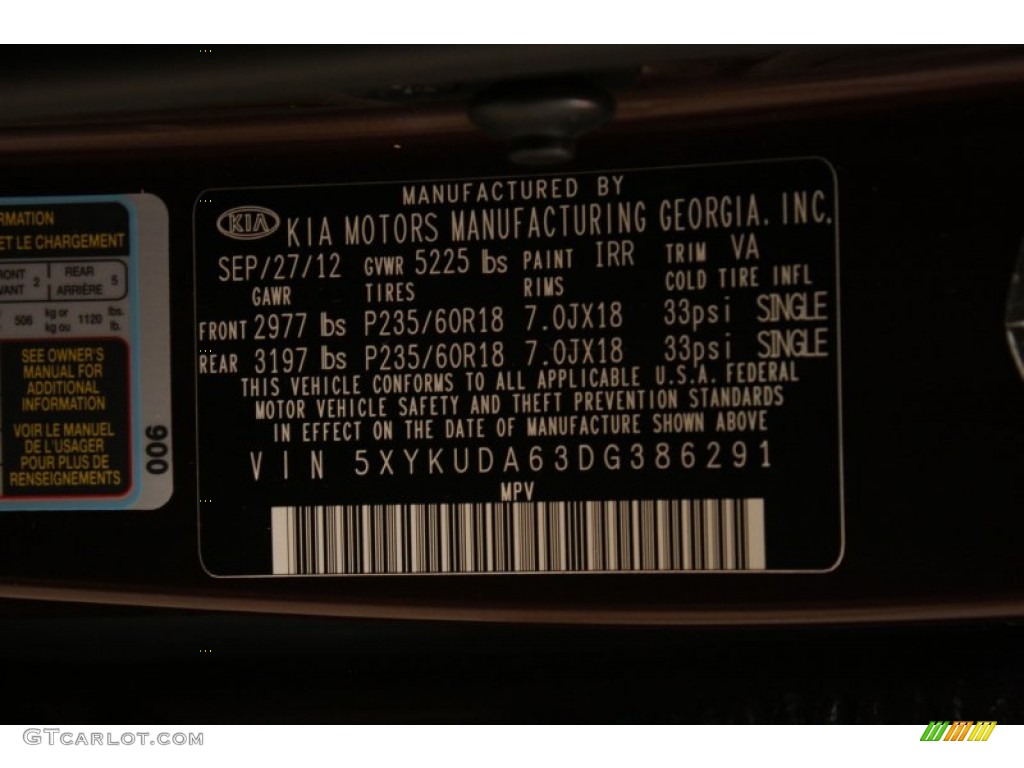 RMATION
ET LE CHARGEMENT
2 REAR 5
ARRIÈRE
506 kg or 1120 lbs.
kg ou lb.
SEE OWNER'S
MANUAL FOR
ADDITIONAL
INFORMATION
VOIR LE MANUEL
DE L'USAGER
POUR PLUS DE
RENSEIGNEMENTS
006
MANUFACTURED BY
KIA KIA MOTORS MANUFACTURING GEORGIA, INC.
SEP/27/12 GVWR 5225 lbs PAINT IRR TRIM VA
GAWR TIRES RIMS COLD TIRE INFL
FRONT 2977 lbs P235/60R18 7.0JX18 33psi SINGLE
REAR 3197 lbs P235/60R18 7.0JX18 33psi SINGLE
THIS VEHICLE CONFORMS TO ALL APPLICABLE U.S.A. FEDERAL
MOTOR VEHICLE SAFETY AND THEFT PREVENTION STANDARDS
IN EFFECT ON THE DATE OF MANUFACTURE SHOWN ABOVE
VIN 5XYKUDA63DG386291
MPV
GTCarlot.com